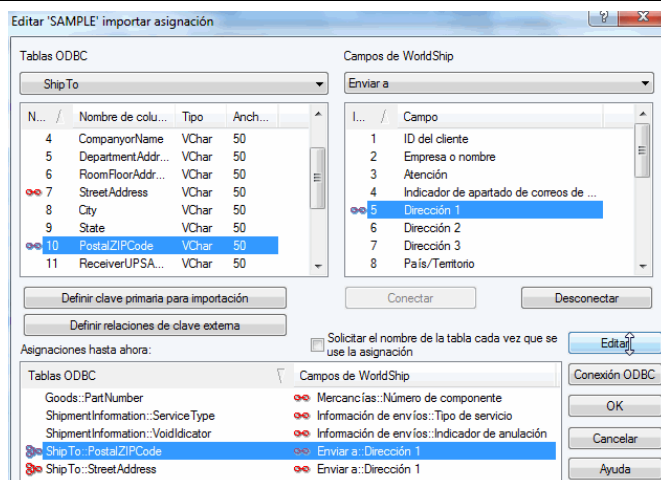 Editar 'SAMPLE' importar asignación
Tablas ODBC
Campos de WorldShip
ShipTo
Enviar a
N... Nombre de colu... Tipo Anch...
I... Campo
4 CompanyorName VChar 50
1 ID del cliente
5 DepartmentAddr... VChar 50
2 Empresa o nombre
6 RoomFloorAddr... VChar 50
3 Atención
7 StreetAddress VChar 50
4 Indicador de apartado de correos de ...
8 City VChar 50
5 Dirección 1
9 State VChar 50
6 Dirección 2
10 PostalZIPCode VChar 50
7 Dirección 3
11 ReceiverUPSA... VChar 50
8 País/Territorio
Definir clave primaria para importación
Conectar
Desconectar
Definir relaciones de clave externa
Solicitar el nombre de la tabla cada vez que se
use la asignación
Editar
Asignaciones hasta ahora:
Tablas ODBC
Campos de WorldShip
Conexión ODBC
Goods::PartNumber
Mercancías::Número de componente
ShipmentInformation::ServiceType
Información de envíos::Tipo de servicio
OK
ShipmentInformation::VoidIdicator
Información de envíos::Indicador de anulación
ShipTo::PostalZIPCode
Enviar a::Dirección 1
Cancelar
ShipTo::StreetAddress
Enviar a::Dirección 1
Ayuda